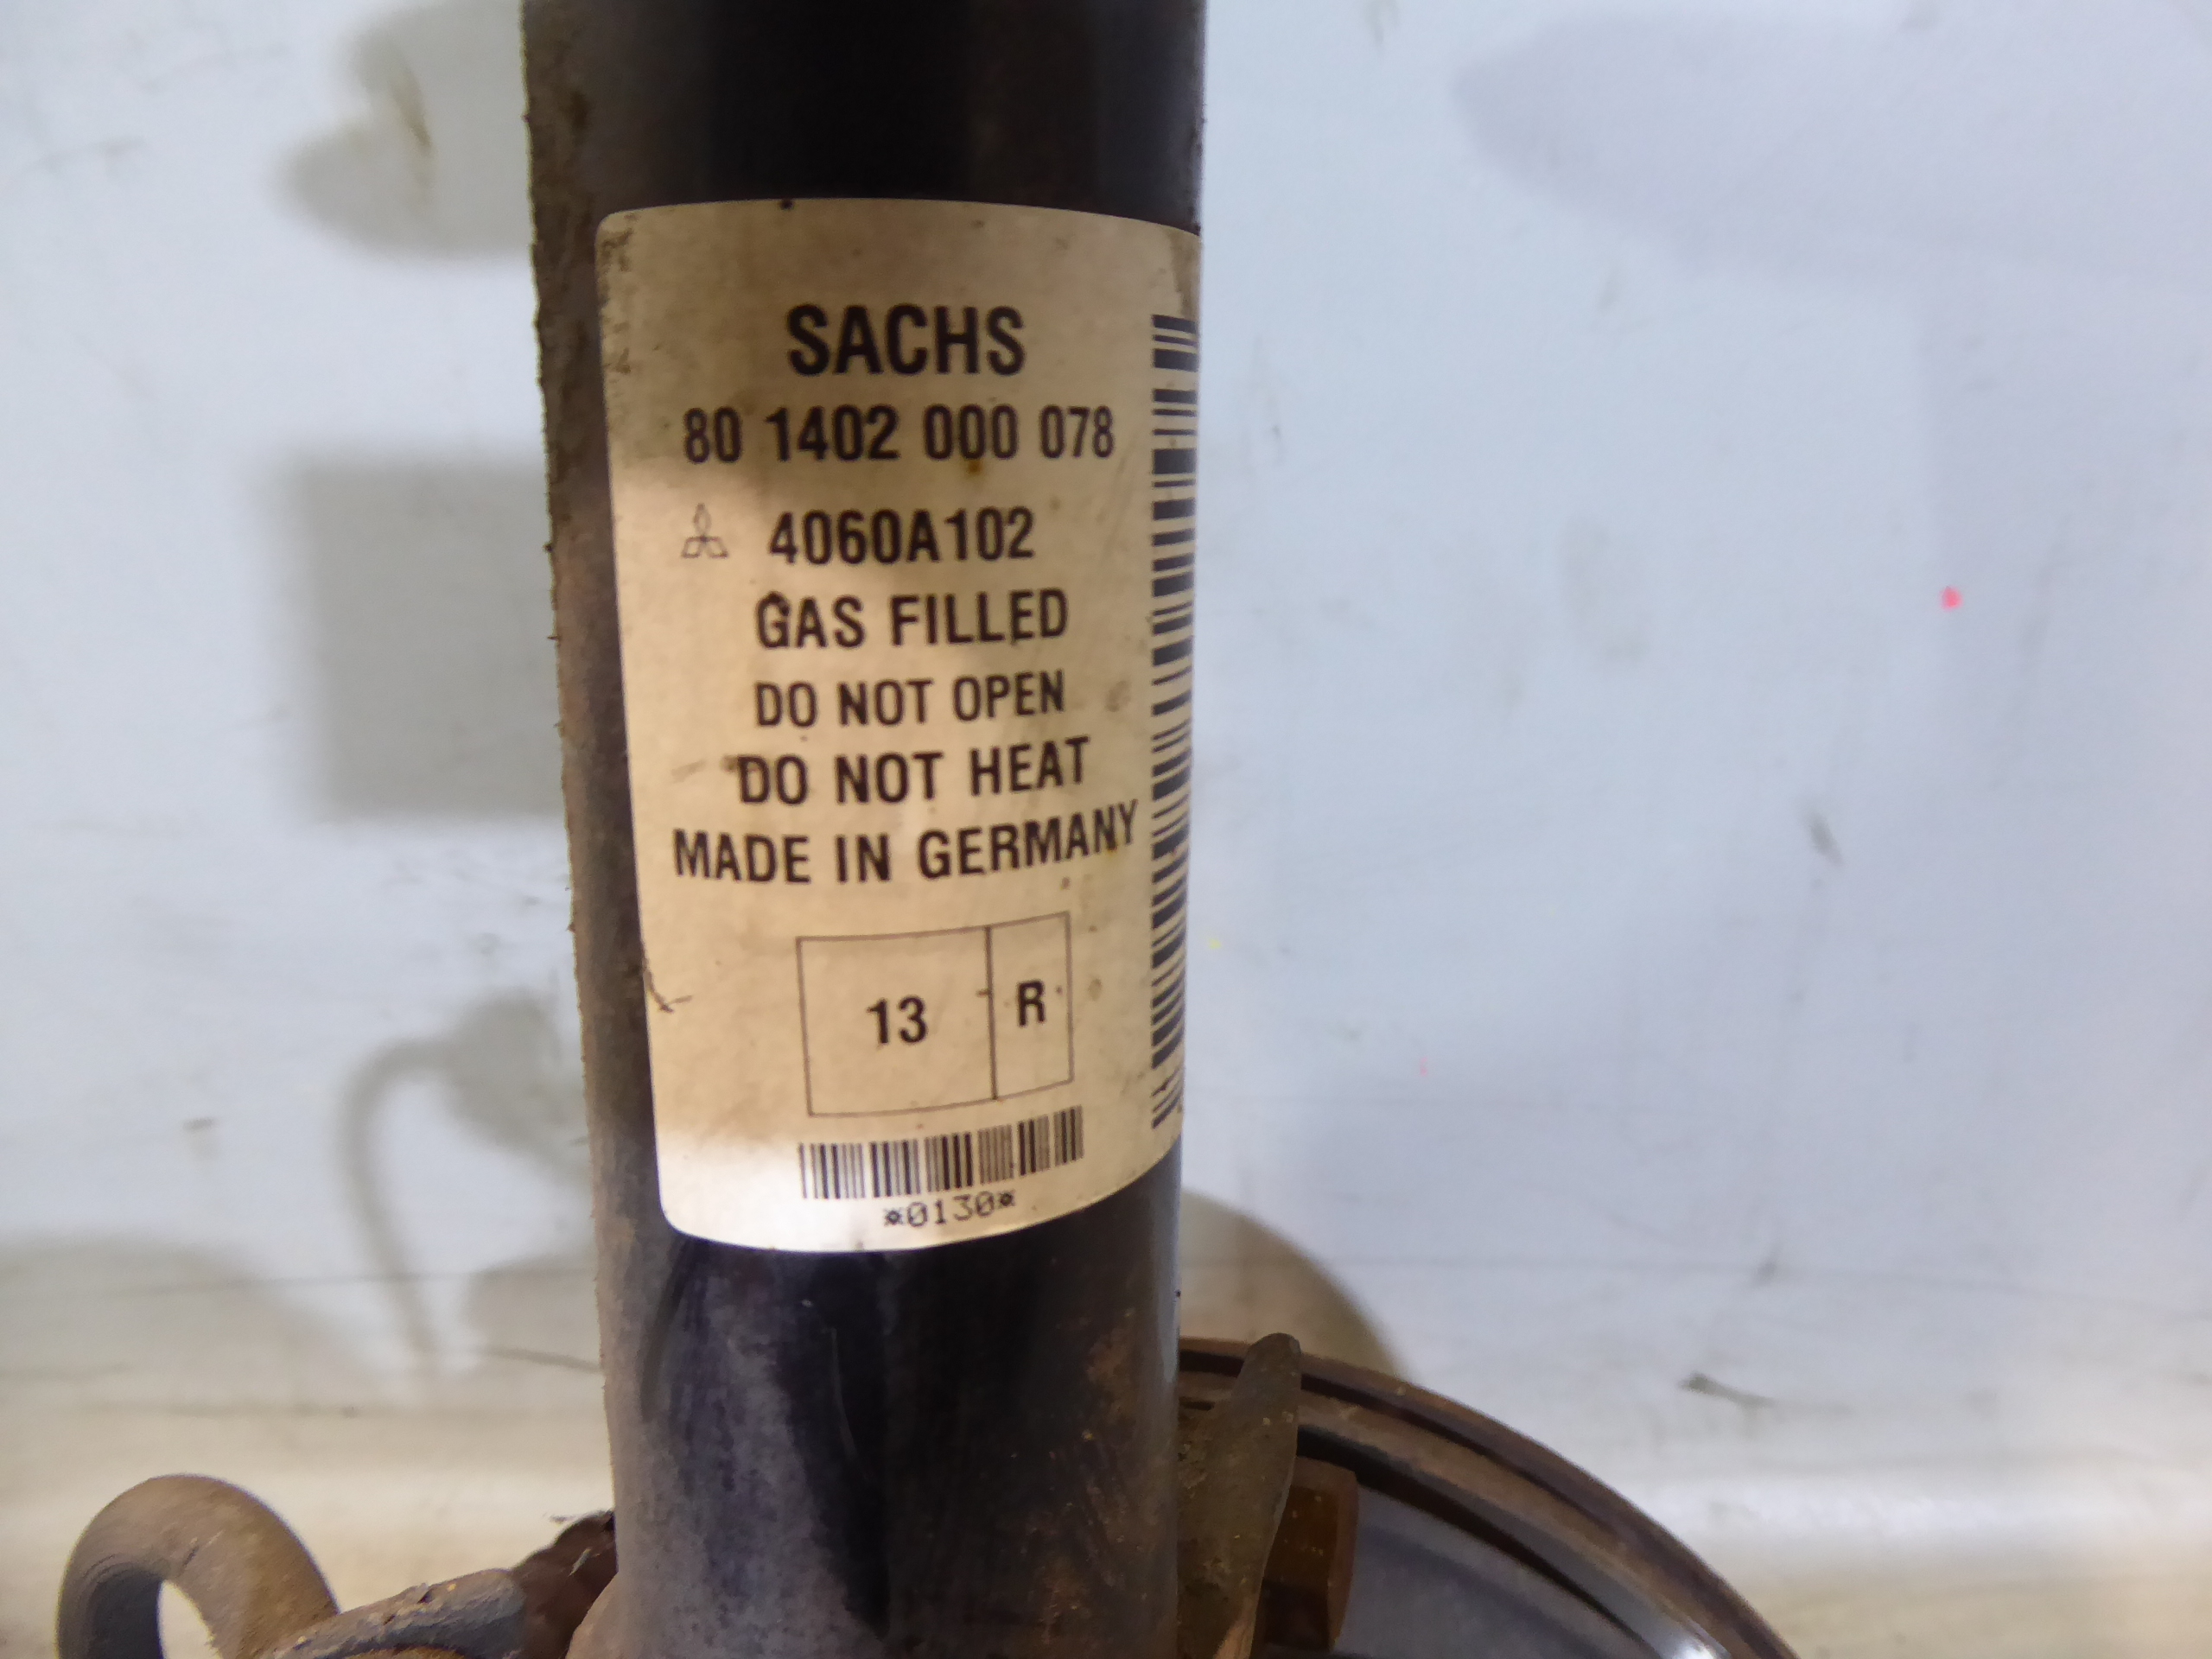 SACHS
80 1402 000 078
4060A102
GAS FILLED
DO NOT OPEN
DO NOT HEAT
MADE IN GERMANY
13 R
*0130*